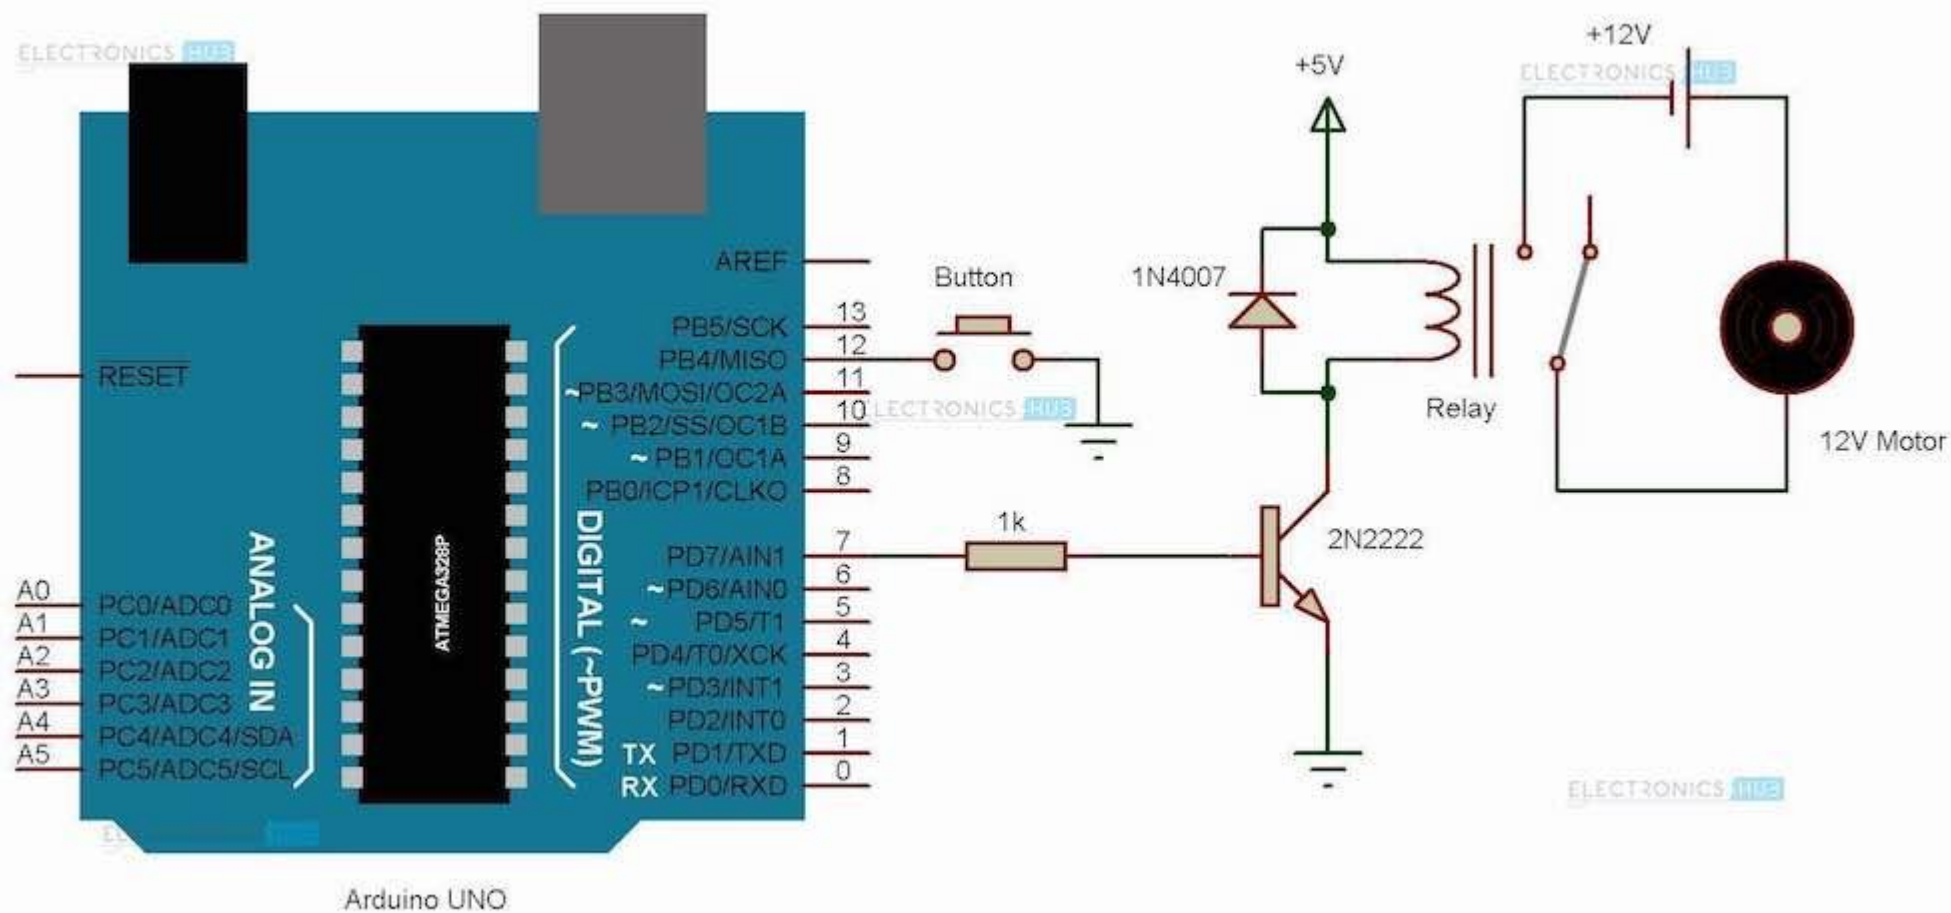 ELECTRONICS HUB
+12V
ELECTRONICS HUB
+5V
AREF
Button
1N4007
PB5/SCK 13
PB4/MISO 12
RESET
~PB3/MOSI/OC2A 11
ELECTRONICS HUB
Relay
~ PB2/SS/OC1B 10
12V Motor
~ PB1/OC1A 9
PB0/ICP1/CLKO 8
1k
2N2222
PD7/AIN1 7
~PD6/AIN0 6
~ PD5/T1 5
PD4/T0/XCK 4
~PD3/INT1 3
PD2/INT0 2
TX PD1/TXD 1
RX PD0/RXD 0
ANALOG IN
ATMEGA328P
DIGITAL (~PWM)
A0 PC0/ADC0
A1 PC1/ADC1
A2 PC2/ADC2
A3 PC3/ADC3
A4 PC4/ADC4/SDA
A5 PC5/ADC5/SCL
ELECTRONICS HUB
Arduino UNO